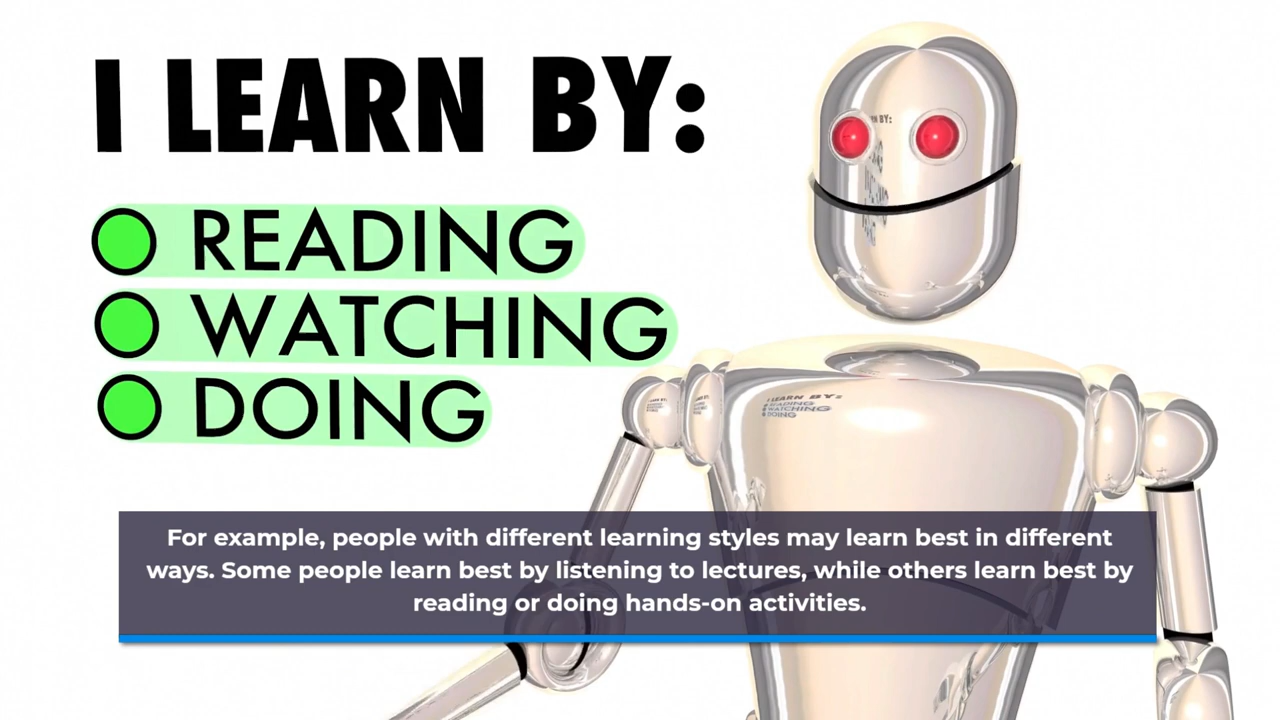 I LEARN BY:
READING
WATCHING
DOING
I LEARN BY:
READING
WATCHING
DOING
For example, people with different learning styles may learn best in different
ways. Some people learn best by listening to lectures, while others learn best by
reading or doing hands-on activities.